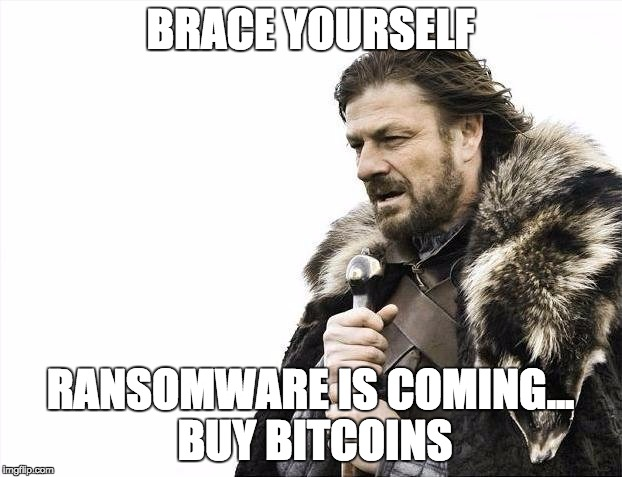 BRACE YOURSELF
RANSOMWARE IS COMING...
BUY BITCOINS
imgflip.com